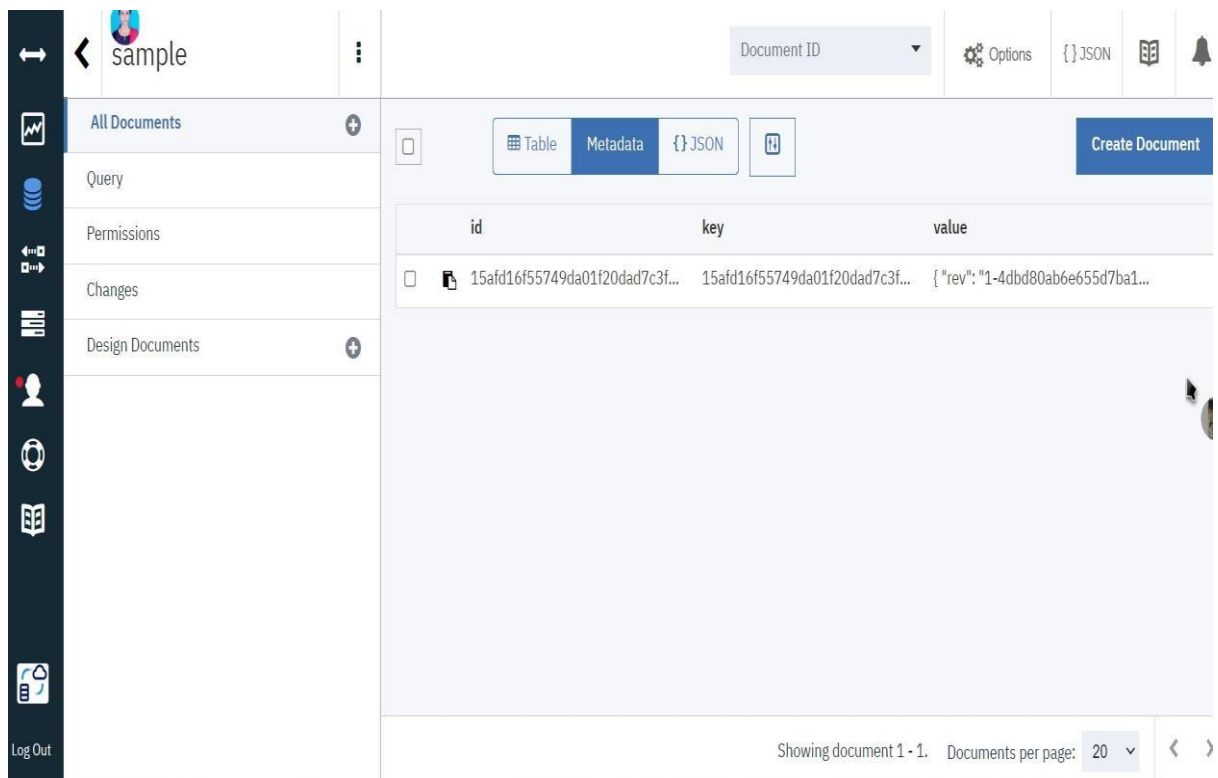 sample
Document ID
Options
{ } JSON
All Documents
Query
Permissions
Changes
Design Documents
Table
Metadata
{ } JSON
Create Document
id key value
15afd16f55749da01f20dad7c3f... 15afd16f55749da01f20dad7c3f... { "rev": "1-4dbd80ab6e655d7ba1...
Showing document 1 - 1. Documents per page: 20
Log Out